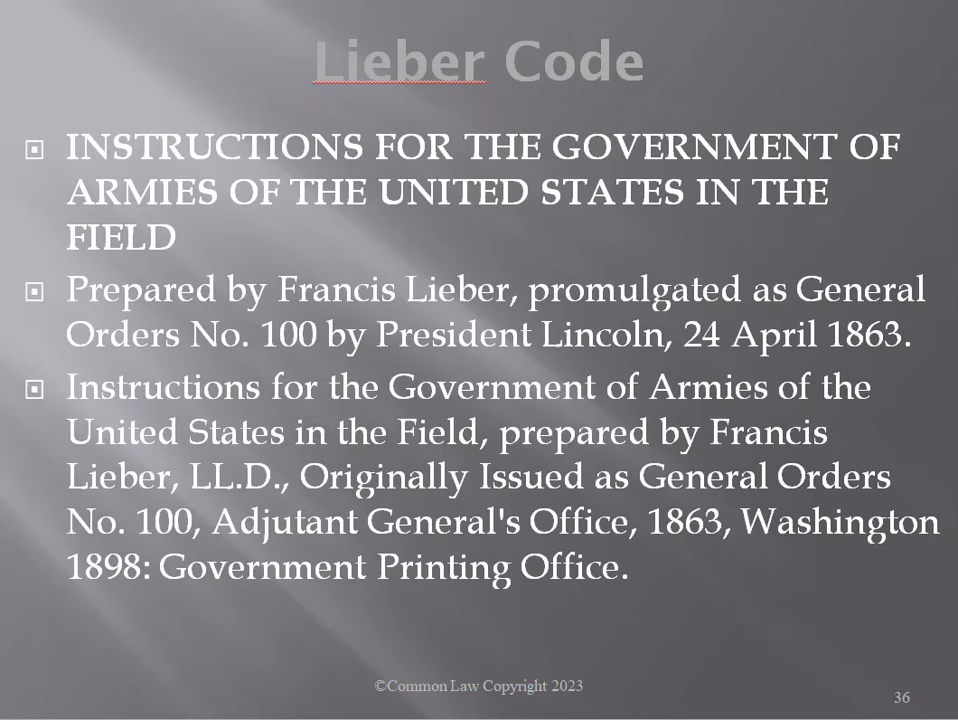 Lieber Code
INSTRUCTIONS FOR THE GOVERNMENT OF
ARMIES OF THE UNITED STATES IN THE
FIELD
Prepared by Francis Lieber, promulgated as General
Orders No. 100 by President Lincoln, 24 April 1863.
Instructions for the Government of Armies of the
United States in the Field, prepared by Francis
Lieber, LL.D., Originally Issued as General Orders
No. 100, Adjutant General's Office, 1863, Washington
1898: Government Printing Office.
©Common Law Copyright 2023
36